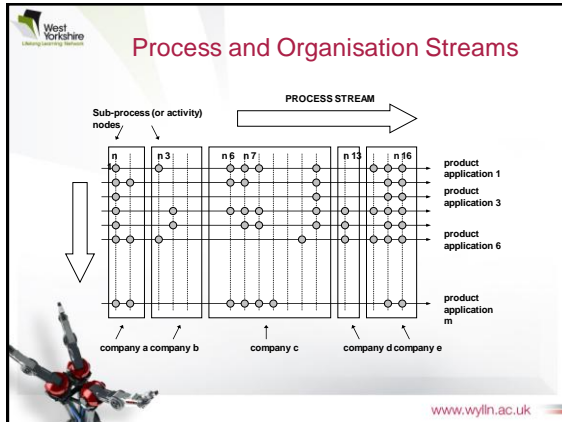 West
Yorkshire
Lifelong Learning Network
Process and Organisation Streams
PROCESS STREAM
Sub-process (or activity)
nodes
n 1
n 3
n 6
n 7
n 13
n 16
product
application 1
product
application 3
product
application 6
product
application
m
company a
company b
company c
company d
company e
www.wylln.ac.uk